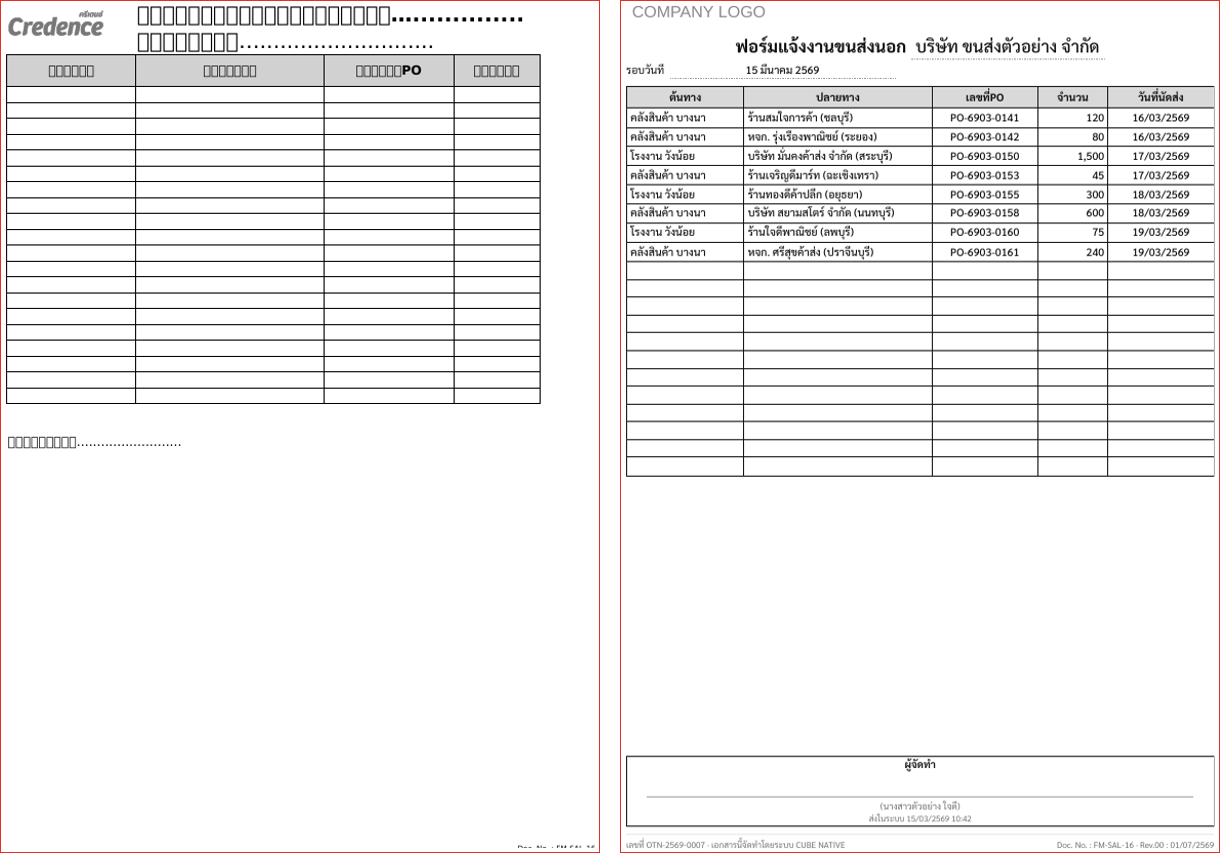 ครีเดนซ์
Credence
PO
COMPANY LOGO
ฟอร์มแจ้งงานขนส่งนอก บริษัท ขนส่งตัวอย่าง จำกัด
รอบวันที่ 15 มีนาคม 2569
ต้นทาง ปลายทาง เลขที่PO จำนวน วันที่นัดส่ง
คลังสินค้า บางนา ร้านสมใจการค้า (ชลบุรี) PO-6903-0141 120 16/03/2569
คลังสินค้า บางนา หจก. รุ่งเรืองพาณิชย์ (ระยอง) PO-6903-0142 80 16/03/2569
โรงงาน วังน้อย บริษัท มั่นคงค้าส่ง จำกัด (สระบุรี) PO-6903-0150 1,500 17/03/2569
คลังสินค้า บางนา ร้านเจริญดีมาร์ท (ฉะเชิงเทรา) PO-6903-0153 45 17/03/2569
โรงงาน วังน้อย ร้านทองดีค้าปลีก (อยุธยา) PO-6903-0155 300 18/03/2569
คลังสินค้า บางนา บริษัท สยามสโตร์ จำกัด (นนทบุรี) PO-6903-0158 600 18/03/2569
โรงงาน วังน้อย ร้านใจดีพาณิชย์ (ลพบุรี) PO-6903-0160 75 19/03/2569
คลังสินค้า บางนา หจก. ศรีสุขค้าส่ง (ปราจีนบุรี) PO-6903-0161 240 19/03/2569
ผู้จัดทำ
(นางสาวตัวอย่าง ใจดี)
ส่งในระบบ 15/03/2569 10:42
เลขที่ OTN-2569-0007 · เอกสารนี้จัดทำโดยระบบ CUBE NATIVE Doc. No. : FM-SAL-16 · Rev.00 : 01/07/2569